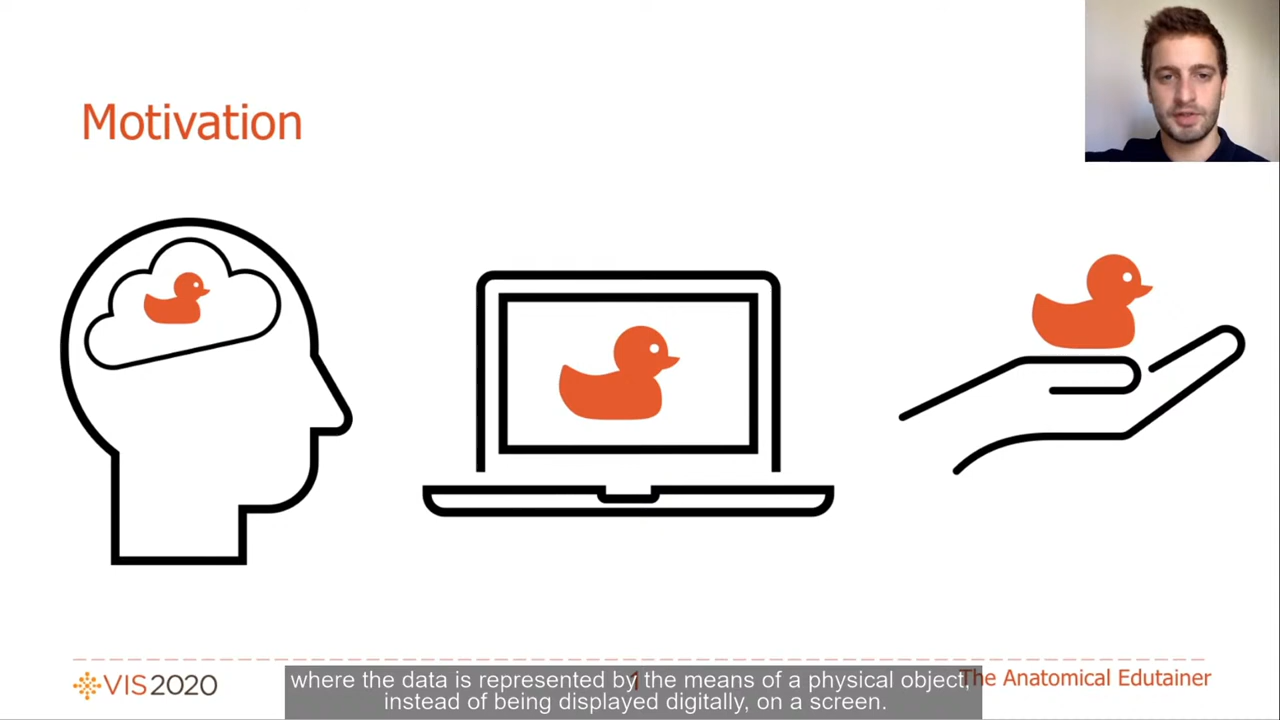 Motivation
VIS2020
1
The Anatomical Edutainer
where the data is represented by the means of a physical object,
instead of being displayed digitally, on a screen.